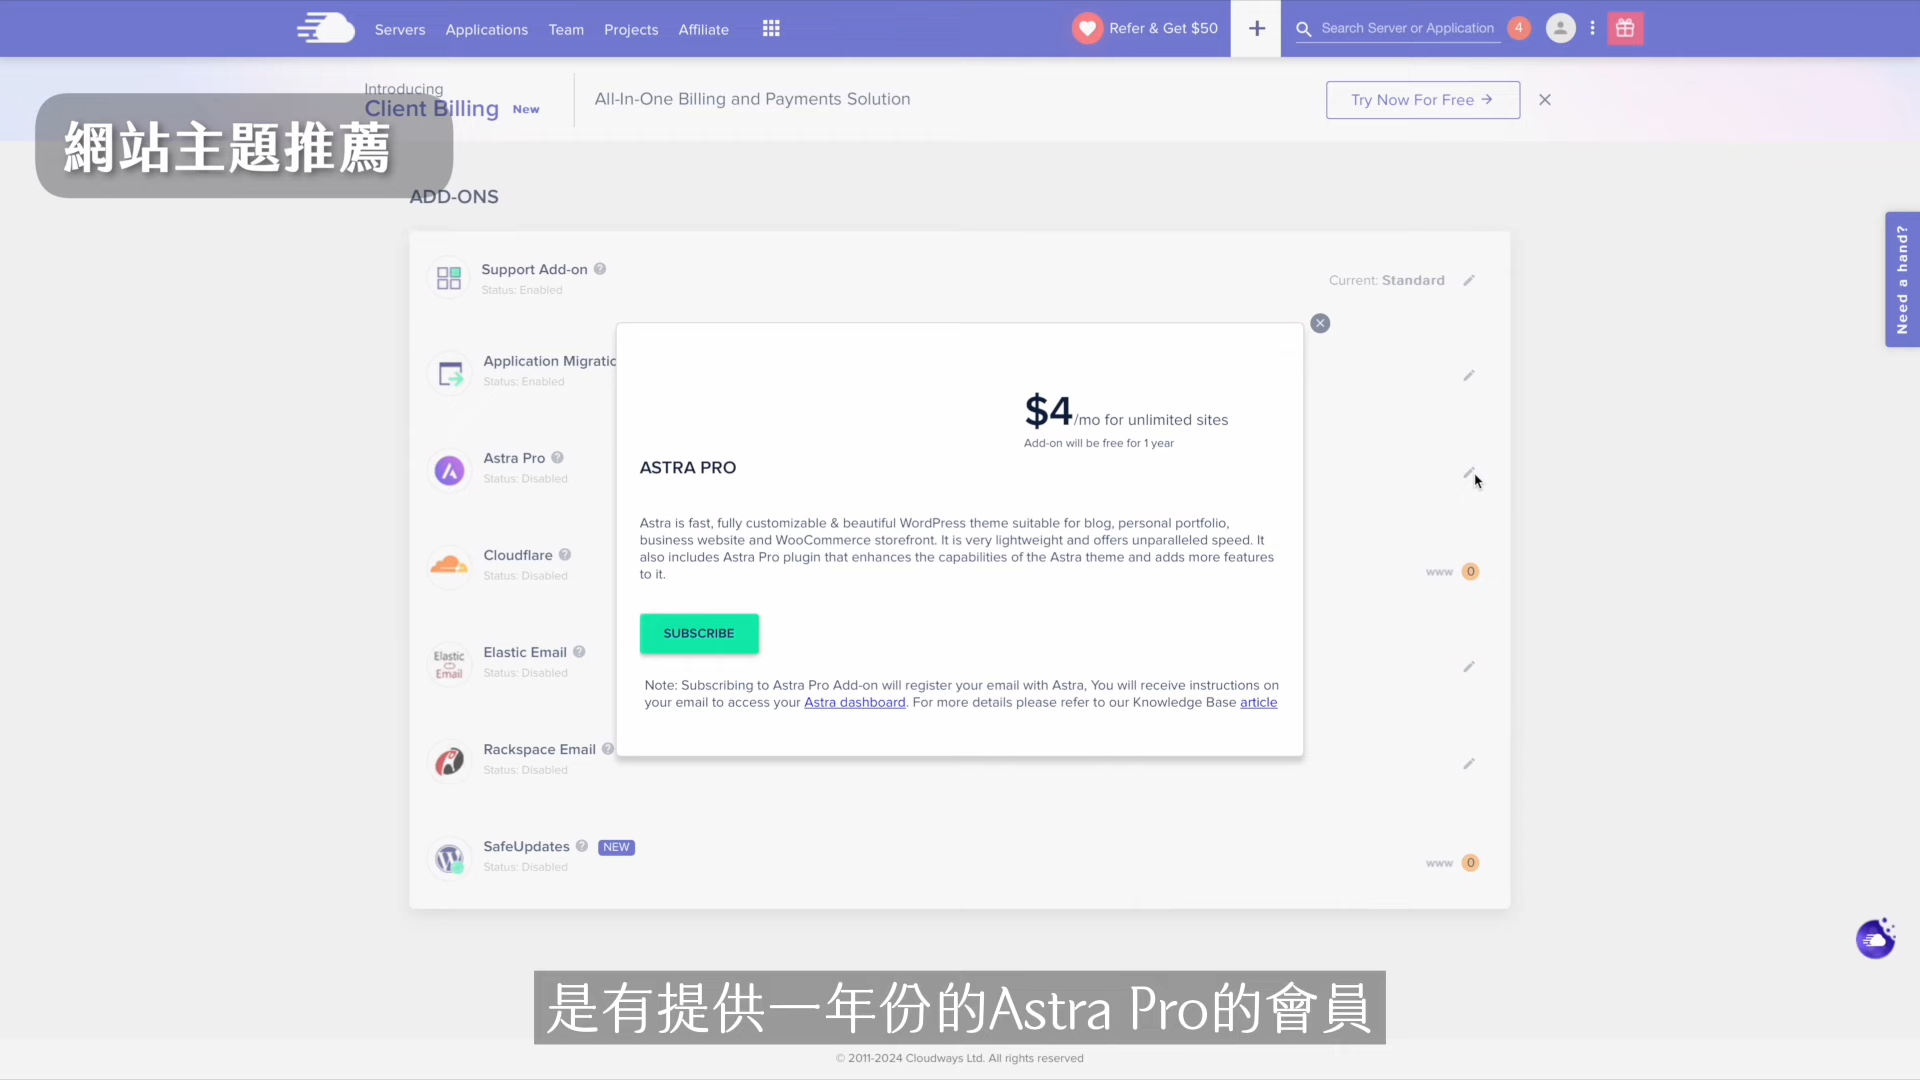 Servers
Applications
Team
Projects
Affiliate
Refer & Get $50
+
Search Server or Application
4
Introducing
Client Billing New
All-In-One Billing and Payments Solution
Try Now For Free →
網站主題推薦
ADD-ONS
Need a hand?
Support Add-on
Status: Enabled
Current: Standard
Application Migratio
Status: Enabled
$4/mo for unlimited sites
Add-on will be free for 1 year
Astra Pro
Status: Disabled
ASTRA PRO
Astra is fast, fully customizable & beautiful WordPress theme suitable for blog, personal portfolio,
business website and WooCommerce storefront. It is very lightweight and offers unparalleled speed. It
also includes Astra Pro plugin that enhances the capabilities of the Astra theme and adds more features
to it.
Cloudflare
Status: Disabled
www 0
SUBSCRIBE
Elastic Email
Elastic Email
Status: Disabled
Note: Subscribing to Astra Pro Add-on will register your email with Astra, You will receive instructions on
your email to access your Astra dashboard. For more details please refer to our Knowledge Base article
Rackspace Email
Status: Disabled
SafeUpdates NEW
Status: Disabled
www 0
是有提供一年份的Astra Pro的會員
© 2011-2024 Cloudways Ltd. All rights reserved